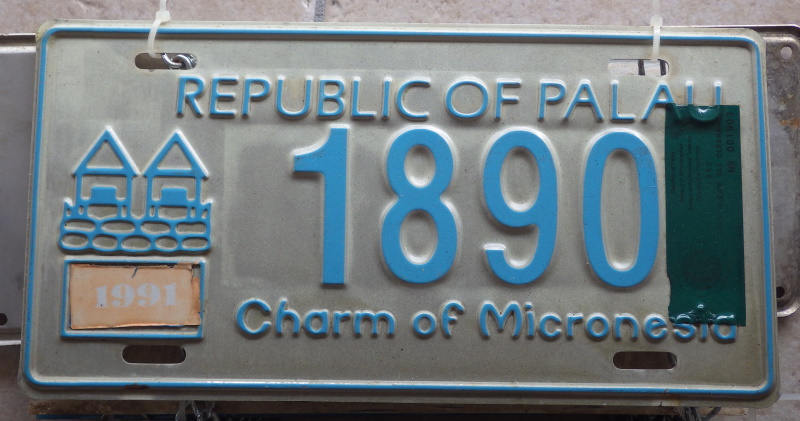 REPUBLIC OF PALAU
1890
1991
Charm of Micronesia